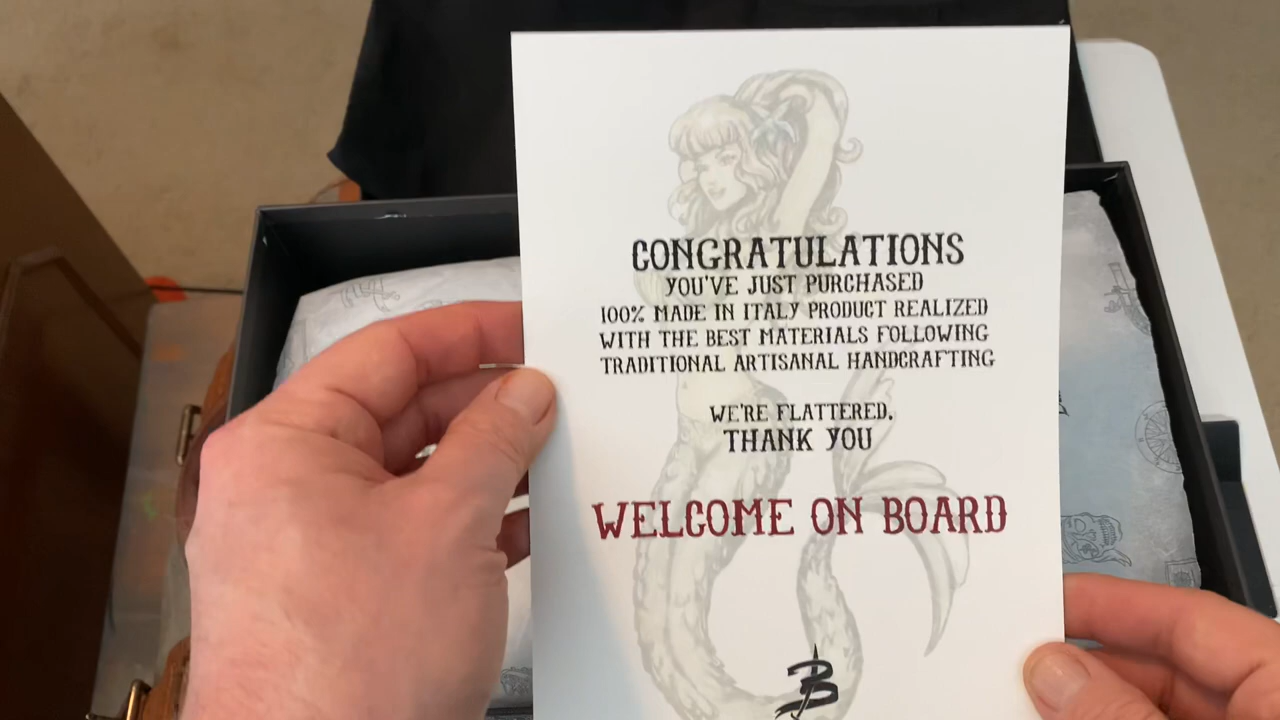 CONGRATULATIONS
YOU'VE JUST PURCHASED
100% MADE IN ITALY PRODUCT REALIZED
WITH THE BEST MATERIALS FOLLOWING
TRADITIONAL ARTISANAL HANDCRAFTING
WE'RE FLATTERED.
THANK YOU
WELCOME ON BOARD